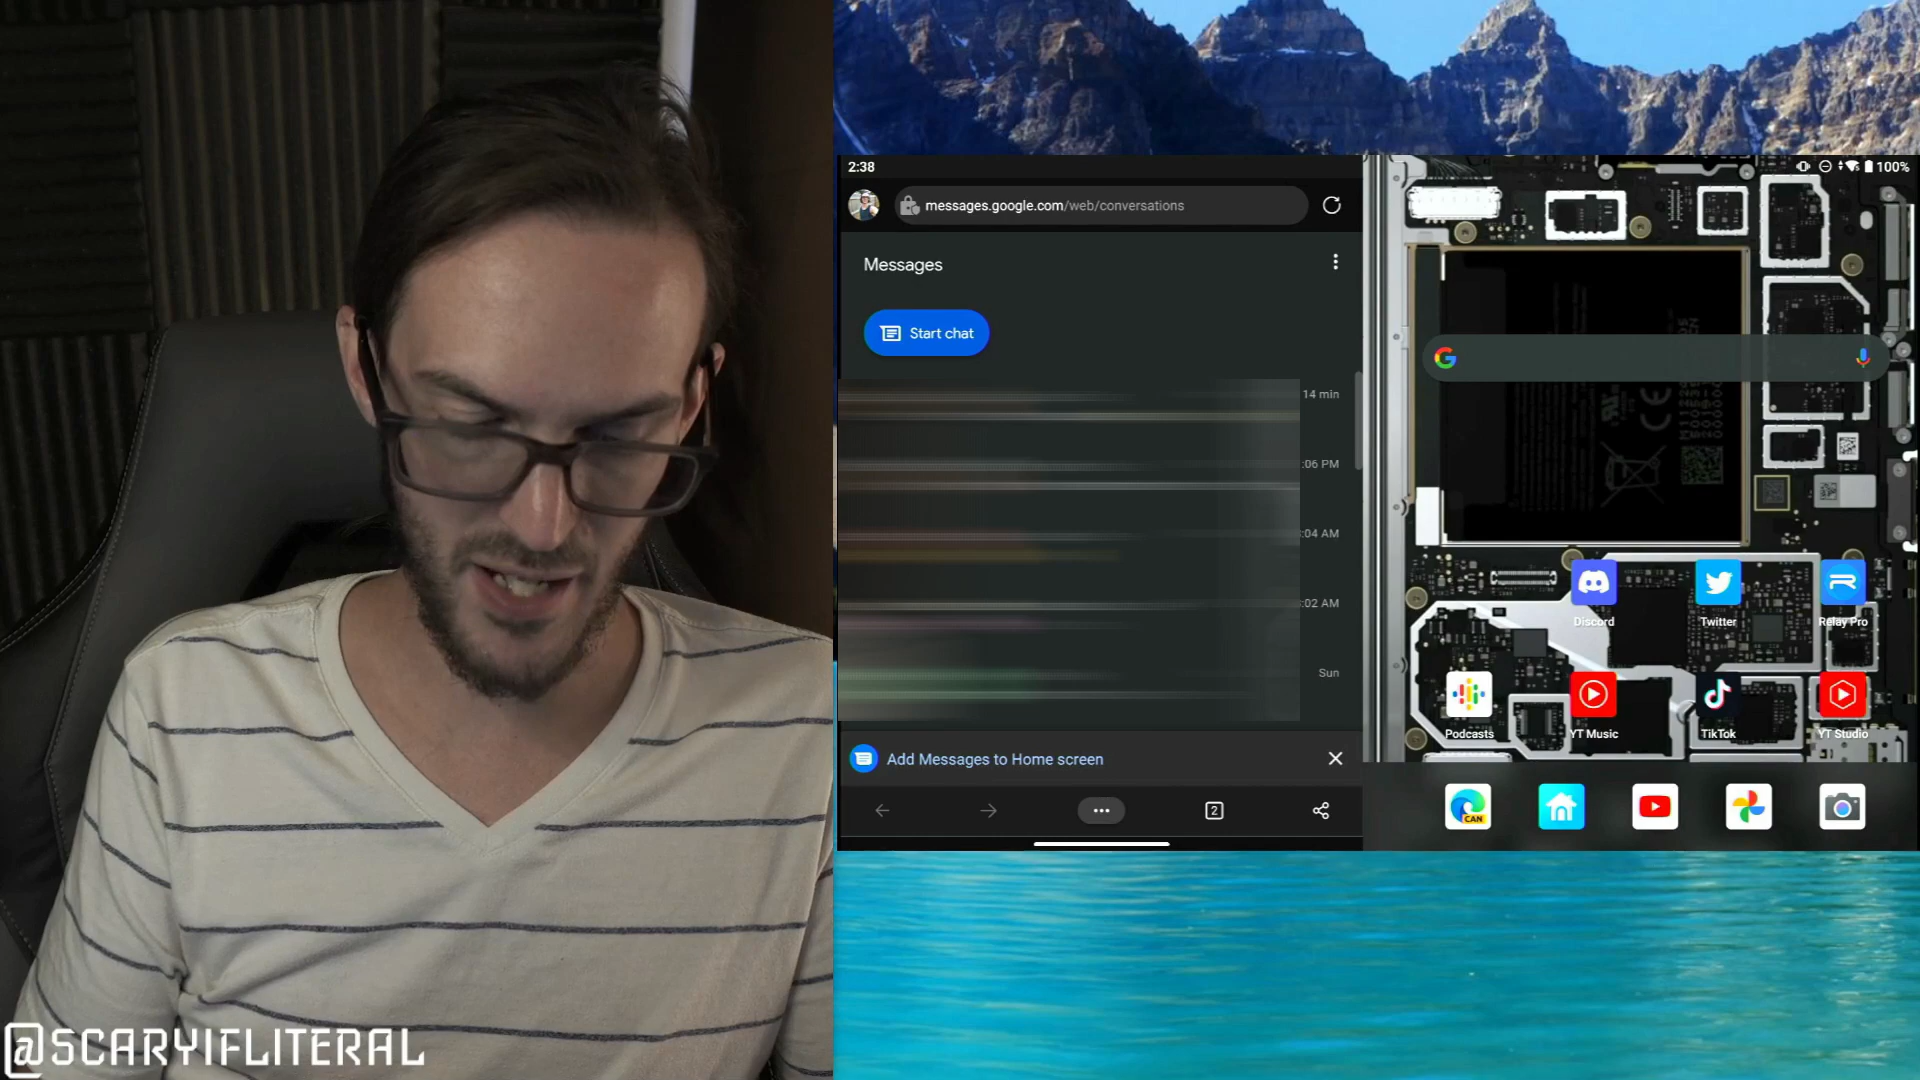 2:38
100%
messages.google.com/web/conversations
Messages
Start chat
14 min
:06 PM
:04 AM
:02 AM
Sun
Add Messages to Home screen
2
Discord
Twitter
Relay Pro
Podcasts
YT Music
TikTok
YT Studio
CAN
@SCARYIFLITERAL